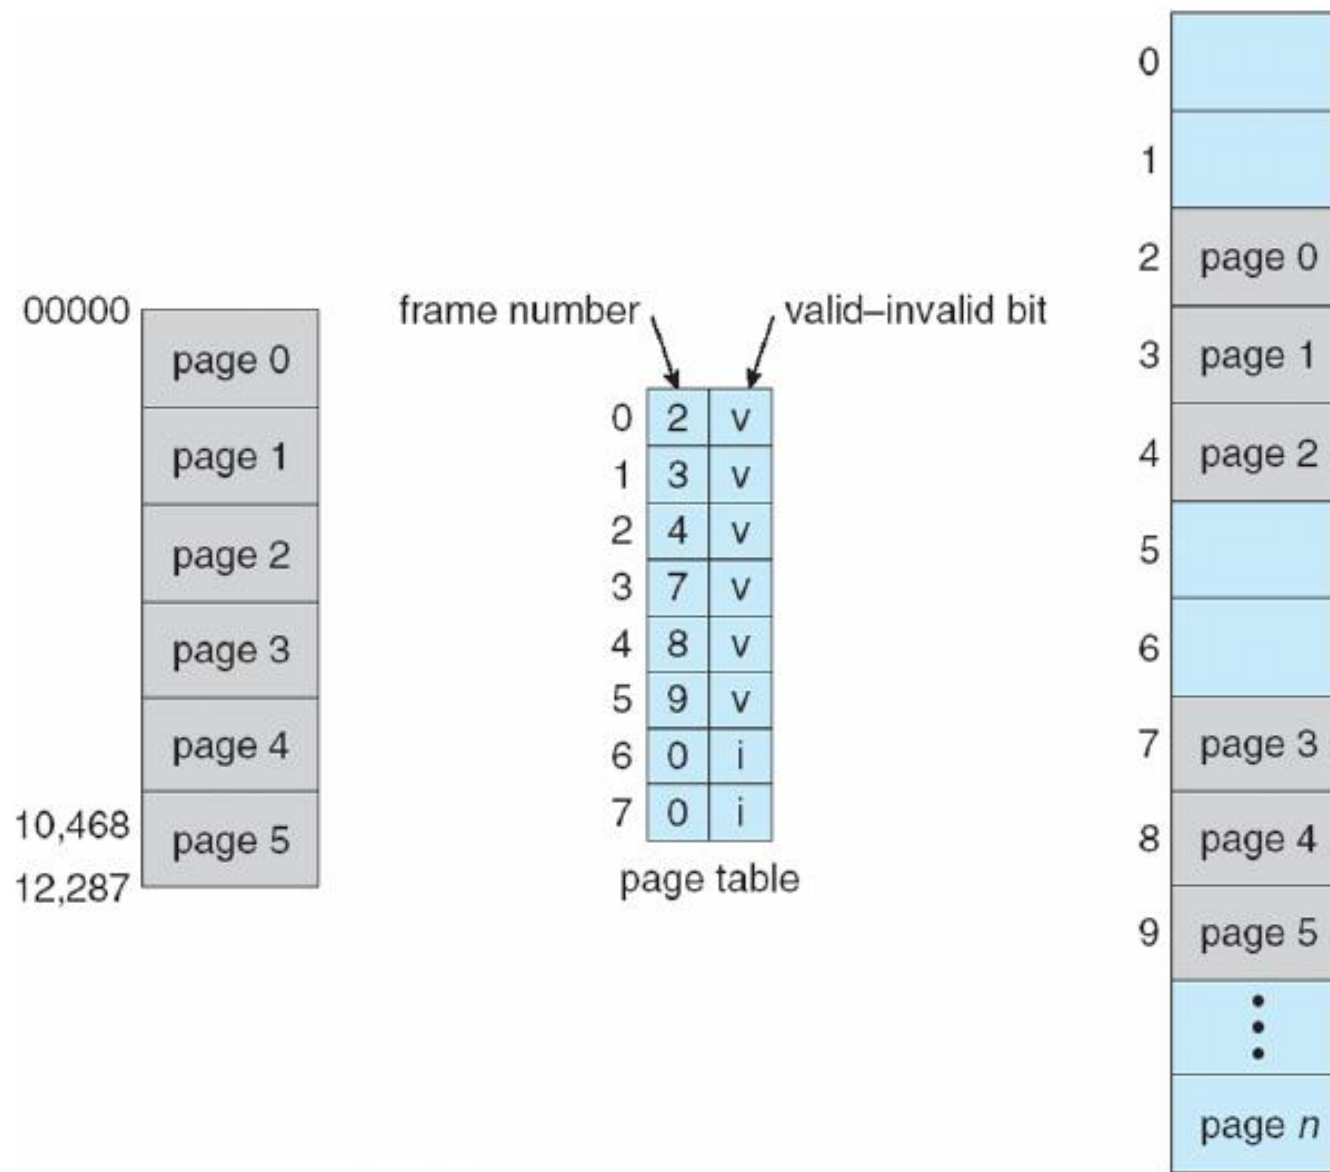 00000
page 0
page 1
page 2
page 3
page 4
10,468
page 5
12,287
frame number
valid–invalid bit
0 2 v
1 3 v
2 4 v
3 7 v
4 8 v
5 9 v
6 0 i
7 0 i
page table
0
1
2 page 0
3 page 1
4 page 2
5
6
7 page 3
8 page 4
9 page 5
page n